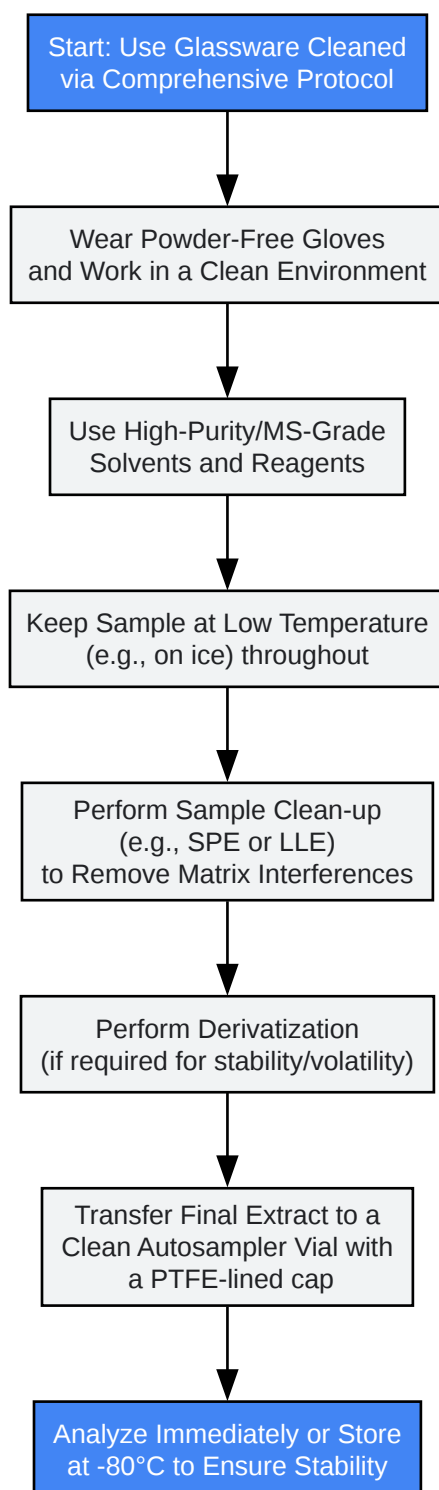 Start: Use Glassware Cleaned
via Comprehensive Protocol
Wear Powder-Free Gloves
and Work in a Clean Environment
Use High-Purity/MS-Grade
Solvents and Reagents
Keep Sample at Low Temperature
(e.g., on ice) throughout
Perform Sample Clean-up
(e.g., SPE or LLE)
to Remove Matrix Interferences
Perform Derivatization
(if required for stability/volatility)
Transfer Final Extract to a
Clean Autosampler Vial with
a PTFE-lined cap
Analyze Immediately or Store
at -80°C to Ensure Stability